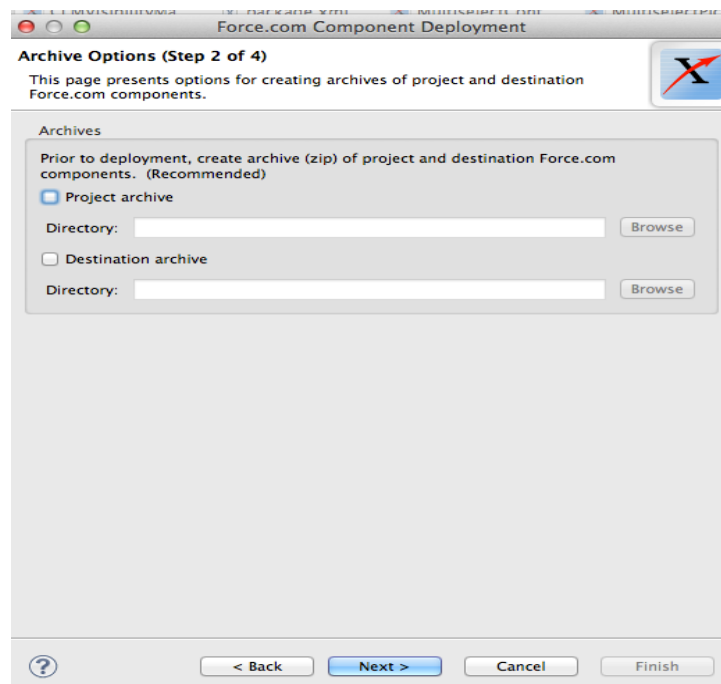 package.xml
Force.com Component Deployment
Archive Options (Step 2 of 4)
This page presents options for creating archives of project and destination
Force.com components.
X
Archives
Prior to deployment, create archive (zip) of project and destination Force.com
components. (Recommended)
Project archive
Directory:
Browse
Destination archive
Directory:
Browse
?
< Back
Next >
Cancel
Finish